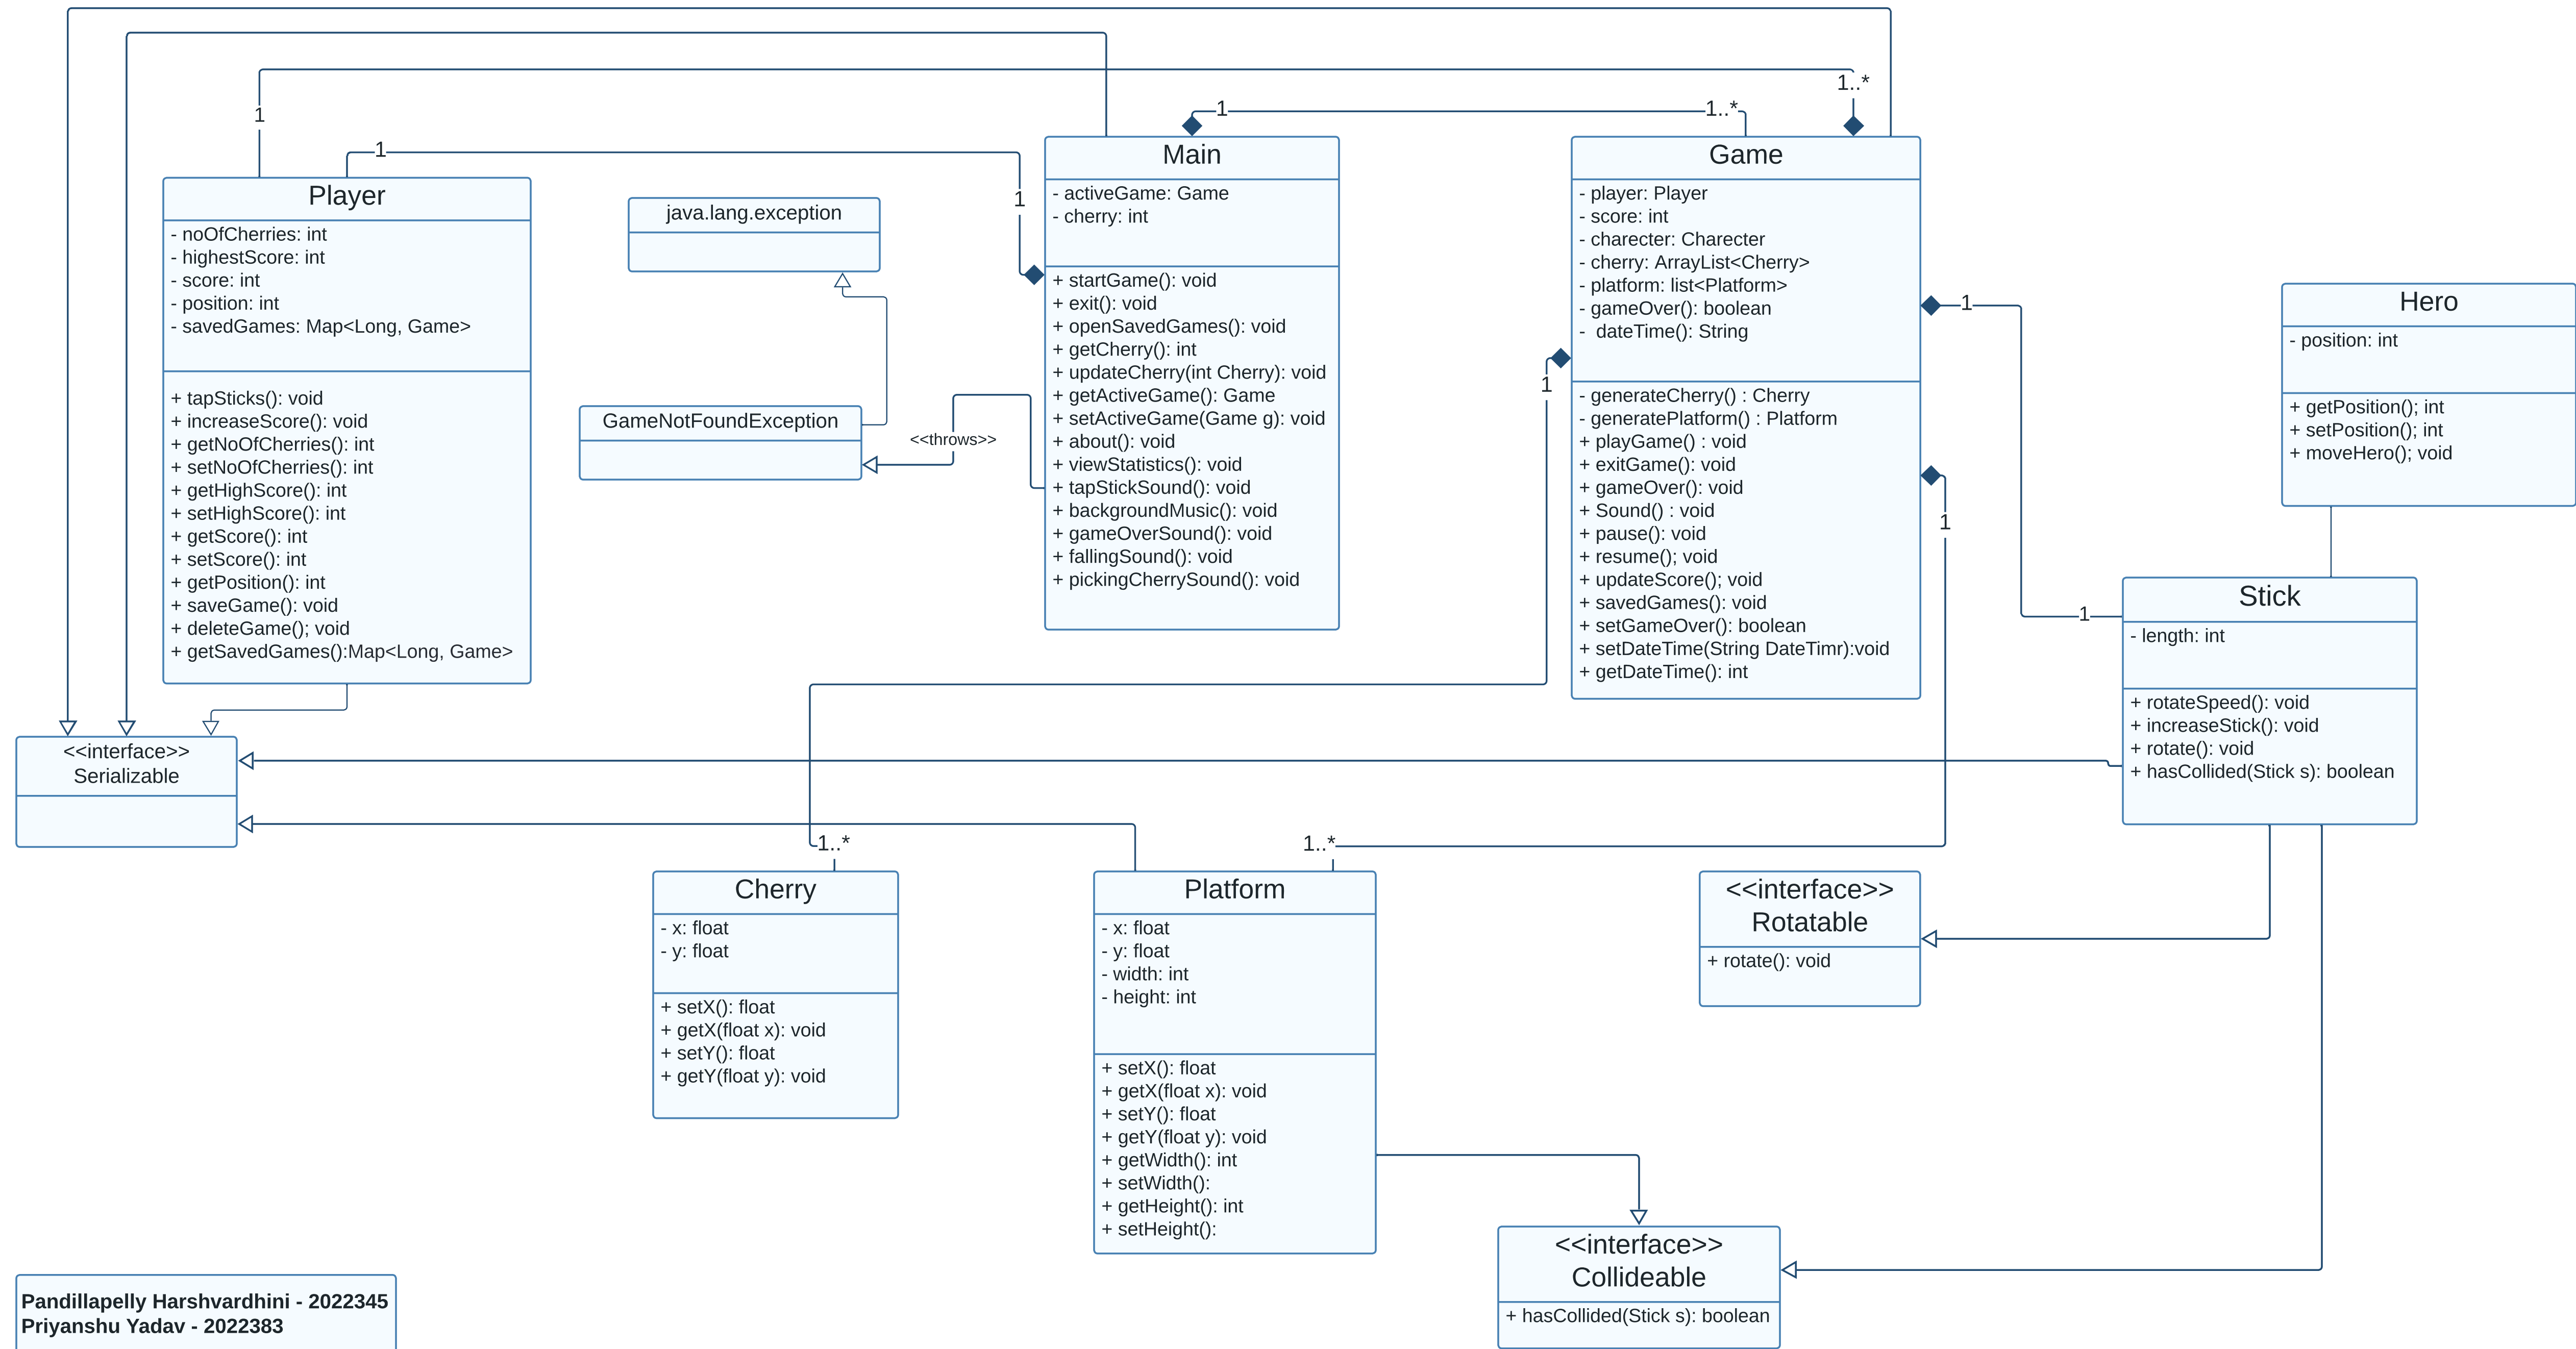 1..*
1
1..*
1
1
1
Player
- noOfCherries: int
- highestScore: int
- score: int
- position: int
- savedGames: Map<Long, Game>
+ tapSticks(): void
+ increaseScore(): void
+ getNoOfCherries(): int
+ setNoOfCherries(): int
+ getHighScore(): int
+ setHighScore(): int
+ getScore(): int
+ setScore(): int
+ getPosition(): int
+ saveGame(): void
+ deleteGame(); void
+ getSavedGames():Map<Long, Game>
java.lang.exception
GameNotFoundException
<<throws>>
Main
- activeGame: Game
- cherry: int
+ startGame(): void
+ exit(): void
+ openSavedGames(): void
+ getCherry(): int
+ updateCherry(int Cherry): void
+ getActiveGame(): Game
+ setActiveGame(Game g): void
+ about(): void
+ viewStatistics(): void
+ tapStickSound(): void
+ backgroundMusic(): void
+ gameOverSound(): void
+ fallingSound(): void
+ pickingCherrySound(): void
Game
- player: Player
- score: int
- charecter: Charecter
- cherry: ArrayList<Cherry>
- platform: list<Platform>
- gameOver(): boolean
-  dateTime(): String
- generateCherry() : Cherry
- generatePlatform() : Platform
+ playGame() : void
+ exitGame(): void
+ gameOver(): void
+ Sound() : void
+ pause(): void
+ resume(; void
+ updateScore(; void
+ savedGames(): void
+ setGameOver(): boolean
+ setDateTime(String DateTimr):void
+ getDateTime(): int
1
1
1
1
Hero
- position: int
+ getPosition(); int
+ setPosition(); int
+ moveHero(); void
Stick
- length: int
+ rotateSpeed(): void
+ increaseStick(): void
+ rotate(): void
+ hasCollided(Stick s): boolean
<<interface>>
Serializable
1..*
1..*
Cherry
- x: float
- y: float
+ setX(): float
+ getX(float x): void
+ setY(): float
+ getY(float y): void
Platform
- x: float
- y: float
- width: int
- height: int
+ setX(): float
+ getX(float x): void
+ setY(): float
+ getY(float y): void
+ getWidth(): int
+ setWidth():
+ getHeight(): int
+ setHeight():
<<interface>>
Rotatable
+ rotate(): void
<<interface>>
Collideable
+ hasCollided(Stick s): boolean
Pandillapelly Harshvardhini - 2022345
Priyanshu Yadav - 2022383